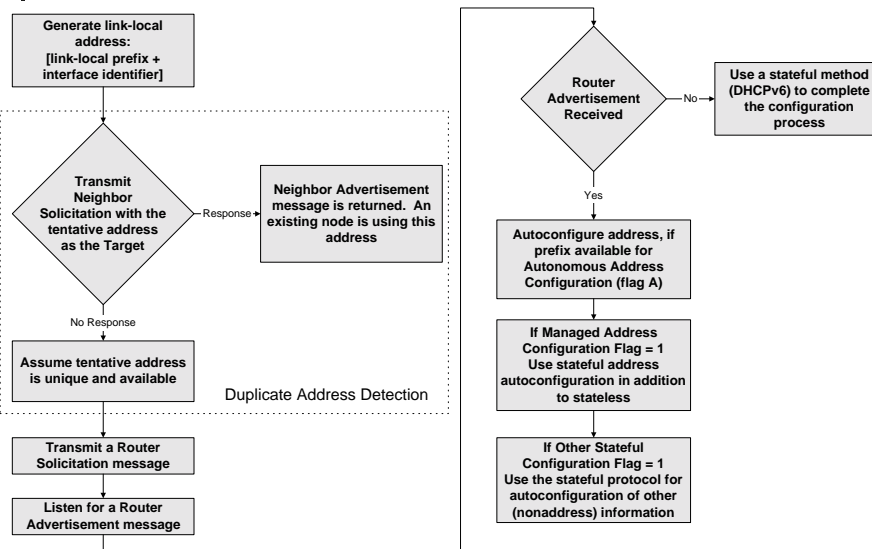 Generate link-local
address:
[link-local prefix +
interface identifier]
Transmit
Neighbor
Solicitation with the
tentative address
as the Target
Response
Neighbor Advertisement
message is returned. An
existing node is using this
address
No Response
Assume tentative address
is unique and available
Duplicate Address Detection
Transmit a Router
Solicitation message
Listen for a Router
Advertisement message
Router
Advertisement
Received
No
Use a stateful method
(DHCPv6) to complete
the configuration
process
Yes
Autoconfigure address, if
prefix available for
Autonomous Address
Configuration (flag A)
If Managed Address
Configuration Flag = 1
Use stateful address
autoconfiguration in addition
to stateless
If Other Stateful
Configuration Flag = 1
Use the stateful protocol for
autoconfiguration of other
(nonaddress) information